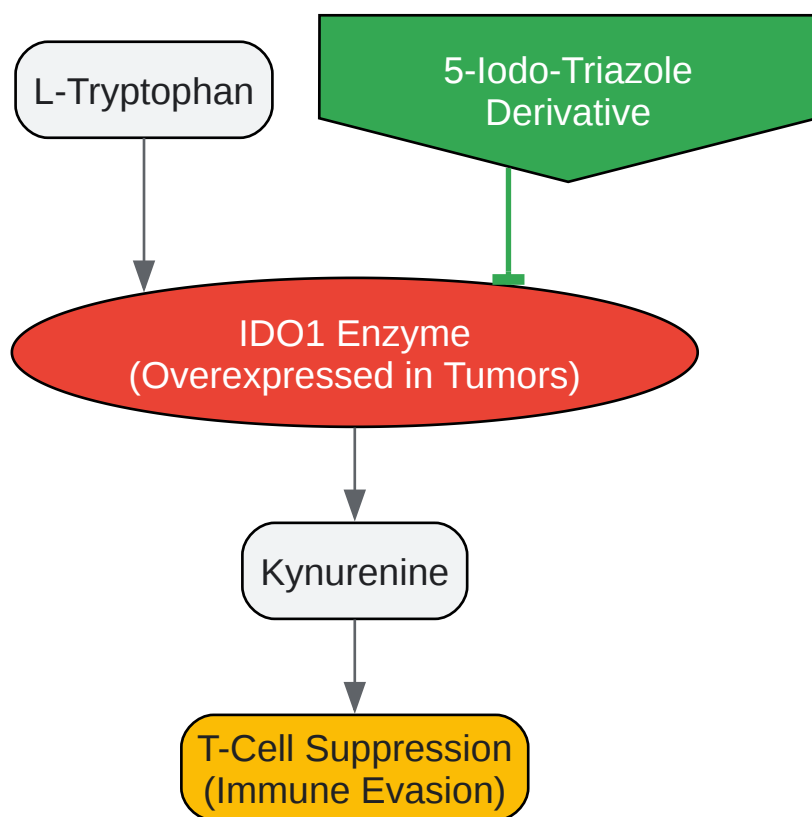 L-Tryptophan
5-Iodo-Triazole
Derivative
IDO1 Enzyme
(Overexpressed in Tumors)
Kynurenine
T-Cell Suppression
(Immune Evasion)